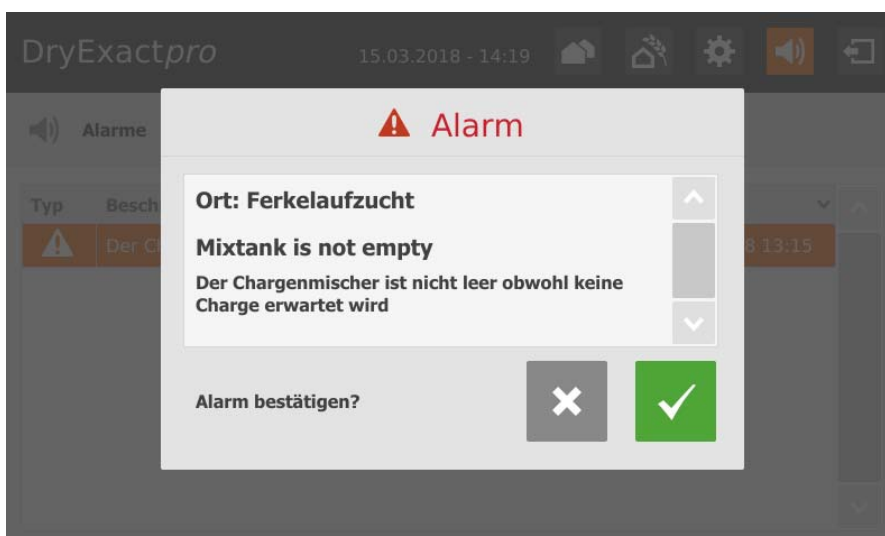 DryExactpro
15.03.2018 - 14:19
Alarme
Alarm
Typ
Besch
Ort: Ferkelaufzucht
Der Ch
8 13:15
Mixtank is not empty
Der Chargenmischer ist nicht leer obwohl keine
Charge erwartet wird
Alarm bestätigen?